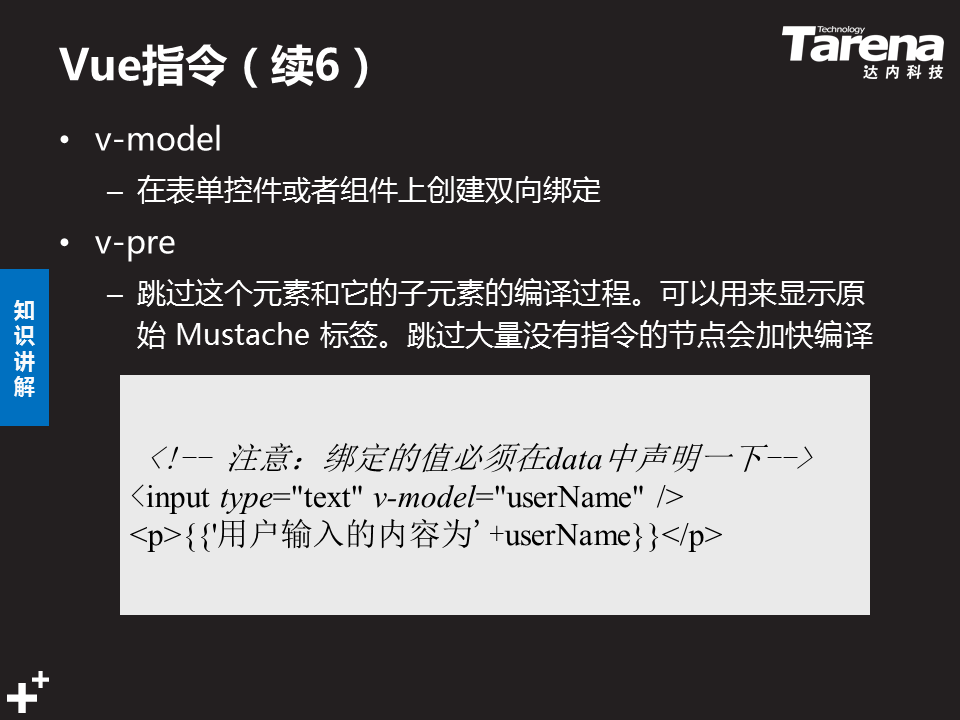 Vue指令（续6）
Technology
Tarena
达内科技
• v-model
– 在表单控件或者组件上创建双向绑定
• v-pre
– 跳过这个元素和它的子元素的编译过程。可以用来显示原
始 Mustache 标签。跳过大量没有指令的节点会加快编译
知
识
讲
解
<!-- 注意：绑定的值必须在data中声明一下-->
<input type="text" v-model="userName" />
<p>{{'用户输入的内容为’+userName}}</p>